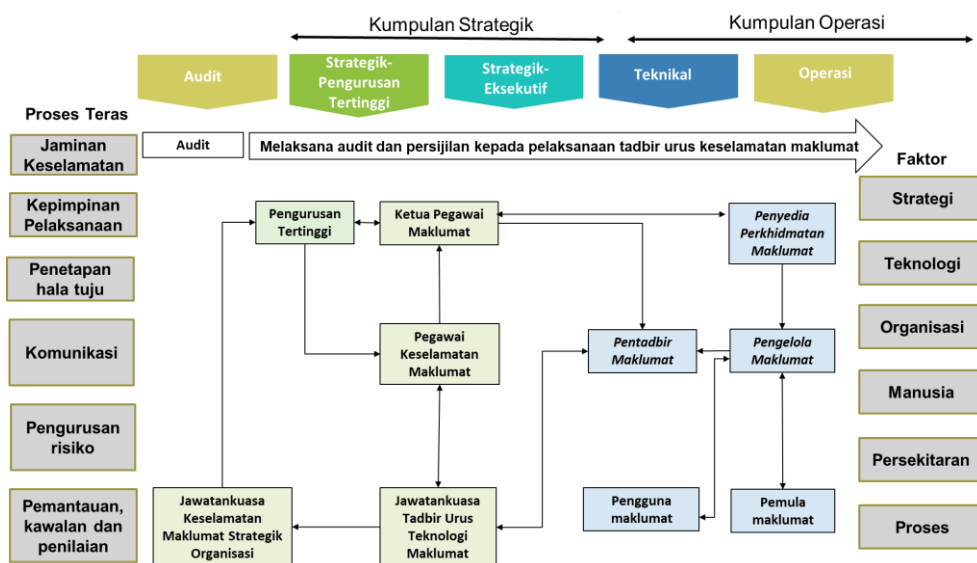 Kumpulan Strategik
Kumpulan Operasi
Audit
Strategik-
Pengurusan
Tertinggi
Strategik-
Eksekutif
Teknikal
Operasi
Proses Teras
Jaminan
Keselamatan
Audit
Melaksana audit dan persijilan kepada pelaksanaan tadbir urus keselamatan maklumat
Faktor
Kepimpinan
Pelaksanaan
Pengurusan
Tertinggi
Ketua Pegawai
Maklumat
Penyedia
Perkhidmatan
Maklumat
Strategi
Penetapan
hala tuju
Teknologi
Komunikasi
Pegawai
Keselamatan
Maklumat
Pentadbir
Maklumat
Pengelola
Maklumat
Organisasi
Manusia
Pengurusan
risiko
Persekitaran
Pemantauan,
kawalan dan
penilaian
Jawatankuasa
Keselamatan
Maklumat Strategik
Organisasi
Jawatankuasa
Tadbir Urus
Teknologi
Maklumat
Pengguna
maklumat
Pemula
maklumat
Proses